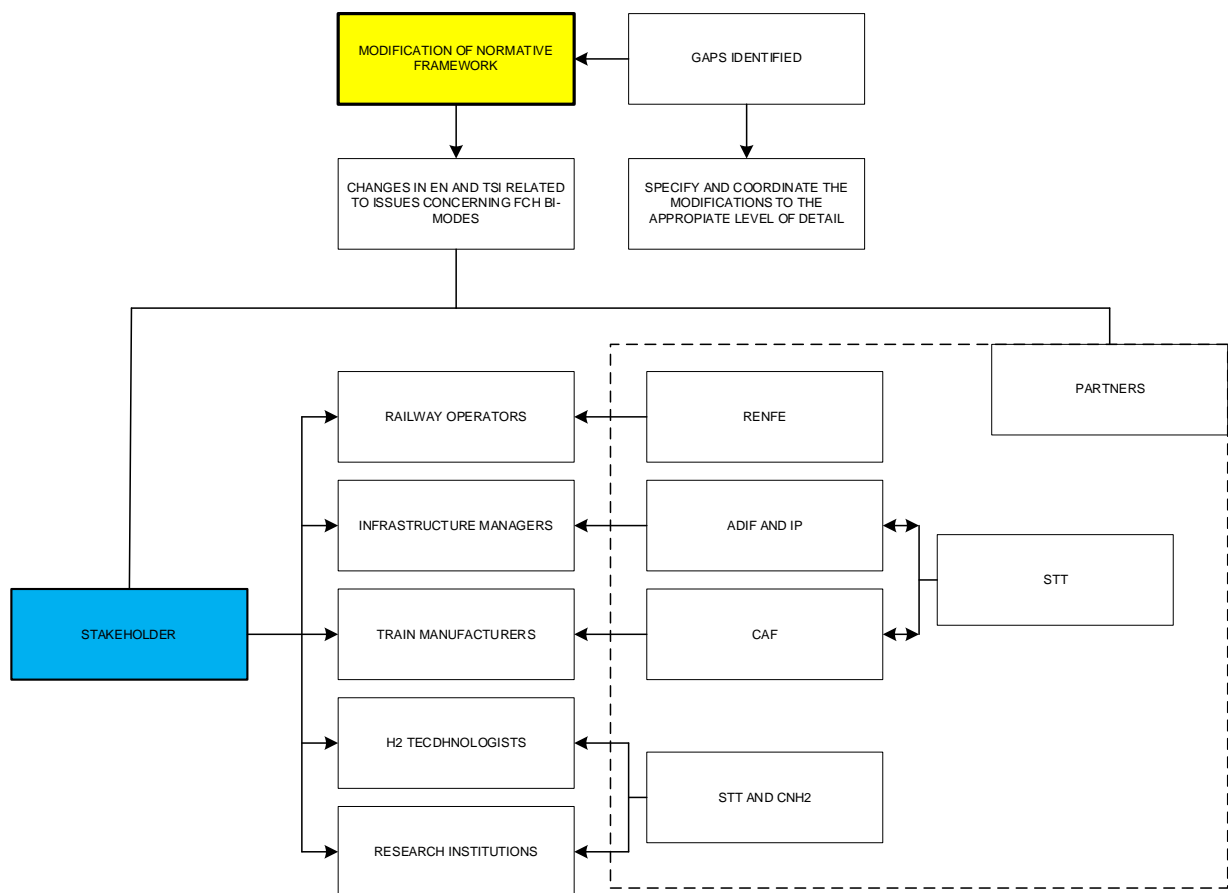 MODIFICATION OF NORMATIVE
FRAMEWORK
GAPS IDENTIFIED
CHANGES IN EN AND TSI RELATED
TO ISSUES CONCERNING FCH BI-
MODES
SPECIFY AND COORDINATE THE
MODIFICATIONS TO THE
APPROPIATE LEVEL OF DETAIL
PARTNERS
RAILWAY OPERATORS
RENFE
INFRASTRUCTURE MANAGERS
ADIF AND IP
STT
STAKEHOLDER
TRAIN MANUFACTURERS
CAF
H2 TECDHNOLOGISTS
STT AND CNH2
RESEARCH INSTITUTIONS